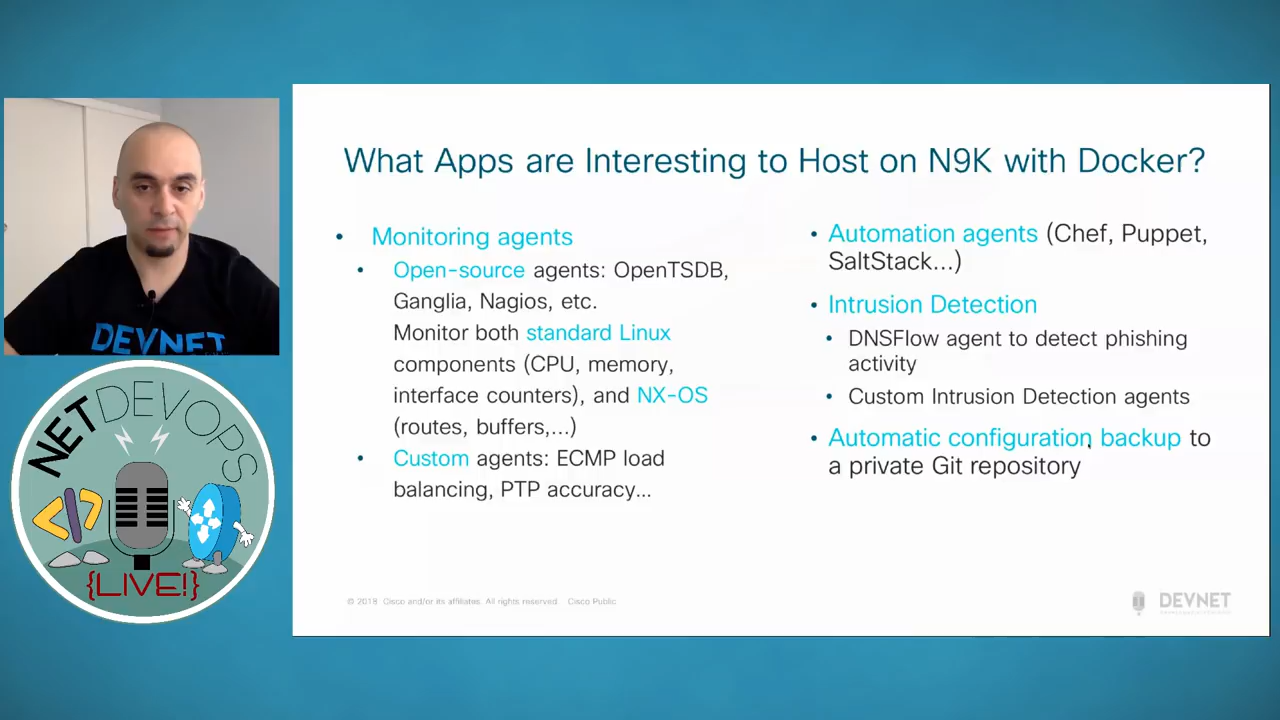 What Apps are Interesting to Host on N9K with Docker?
• Monitoring agents
• Open-source agents: OpenTSDB,
Ganglia, Nagios, etc.
Monitor both standard Linux
components (CPU, memory,
interface counters), and NX-OS
(routes, buffers,...)
• Custom agents: ECMP load
balancing, PTP accuracy...
• Automation agents (Chef, Puppet,
SaltStack...)
• Intrusion Detection
• DNSFlow agent to detect phishing
activity
• Custom Intrusion Detection agents
• Automatic configuration backup to
a private Git repository
© 2018 Cisco and/or its affiliates. All rights reserved. Cisco Public
DEVNET
DEVNET
NETDEVOPS
</>
{LIVE!}